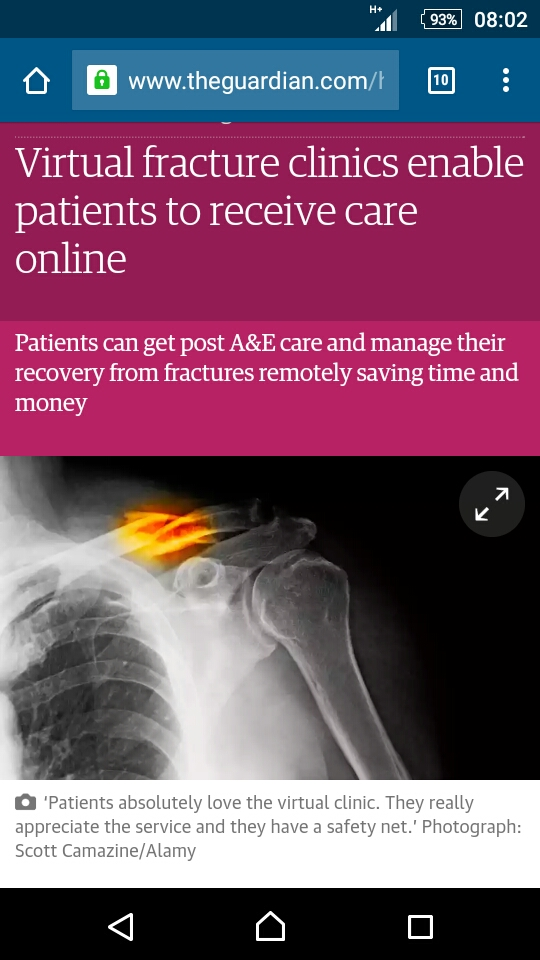 H+ 93% 08:02
www.theguardian.com/
10
Virtual fracture clinics enable
patients to receive care
online
Patients can get post A&E care and manage their
recovery from fractures remotely saving time and
money
'Patients absolutely love the virtual clinic. They really
appreciate the service and they have a safety net.' Photograph:
Scott Camazine/Alamy